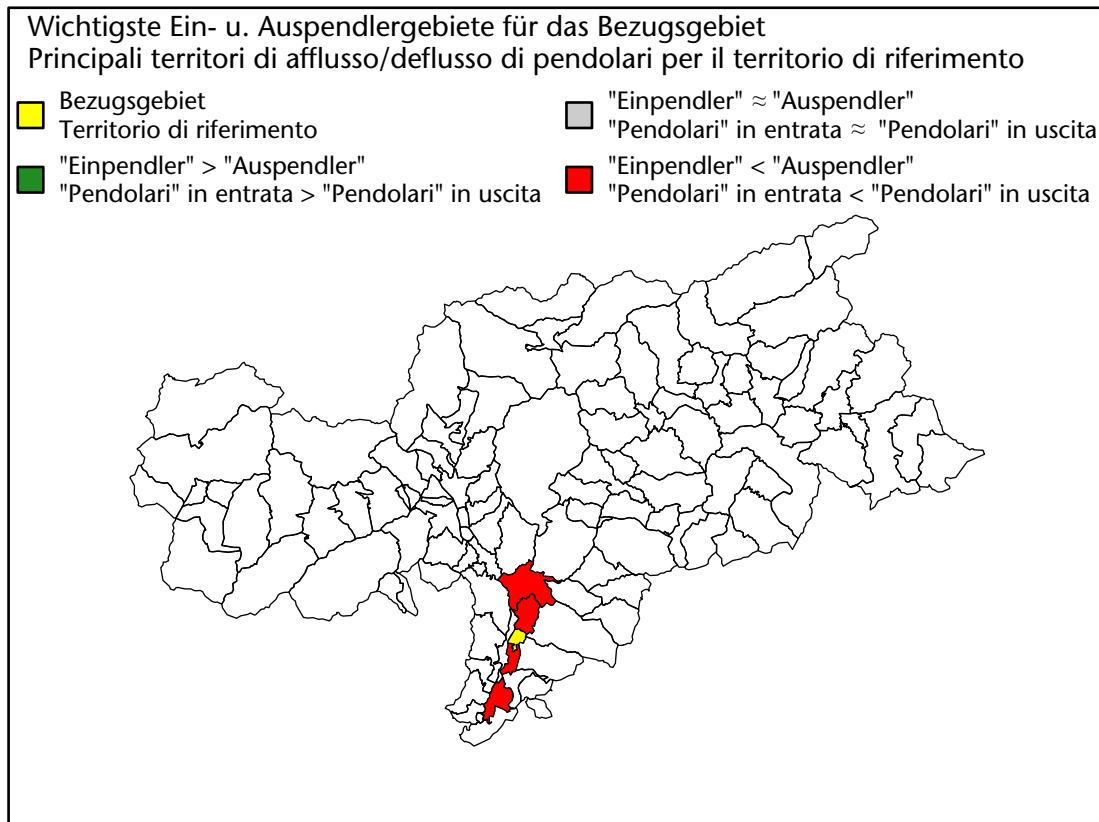 Wichtigste Ein- u. Auspendlergebiete für das Bezugsgebiet
Principali territori di afflusso/deflusso di pendolari per il territorio di riferimento
Bezugsgebiet
Territorio di riferimento
"Einpendler" > "Auspendler"
"Pendolari" in entrata > "Pendolari" in uscita
"Einpendler" ≈ "Auspendler"
"Pendolari" in entrata ≈ "Pendolari" in uscita
"Einpendler" < "Auspendler"
"Pendolari" in entrata < "Pendolari" in uscita